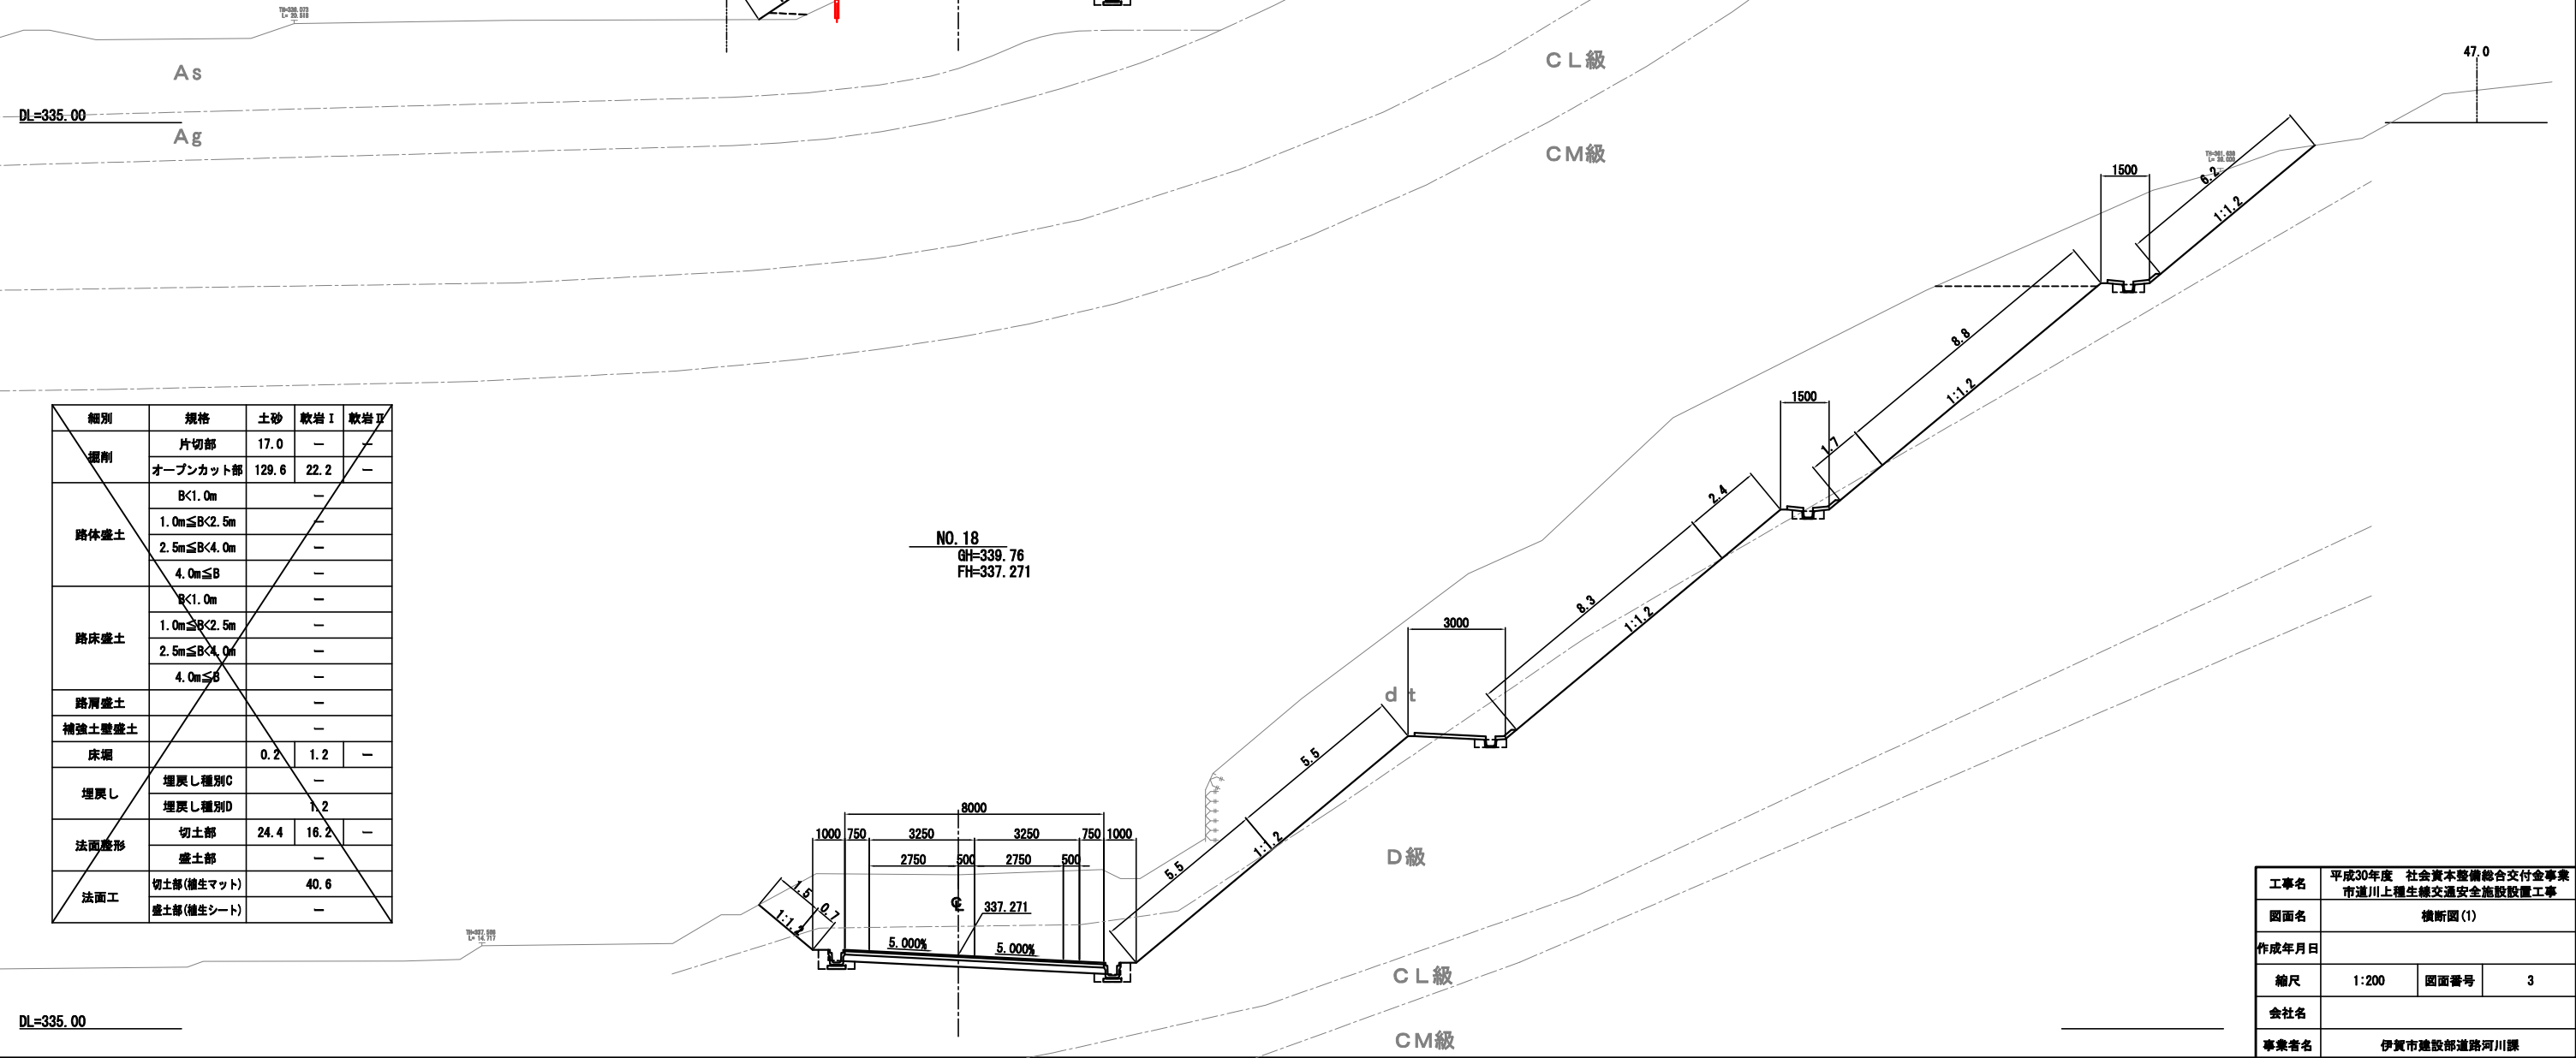 TH=338.073
L= 20.518
As
DL=335.00
Ag
CL級
CM級
47.0
TH=361.638
L= 38.000
1500
6.2
1:1.2
8.8
1:1.2
1500
1.7
2.4
8.3
1:1.2
3000
dt
5.5
5.5
1:1.2
細別 規格 土砂 軟岩Ⅰ 軟岩Ⅱ
掘削 片切部 17.0 － －
オープンカット部 129.6 22.2 －
路体盛土 B<1.0m －
1.0m≦B<2.5m －
2.5m≦B<4.0m －
4.0m≦B －
路床盛土 B<1.0m －
1.0m≦B<2.5m －
2.5m≦B<4.0m －
4.0m≦B －
路肩盛土 －
補強土壁盛土 －
床堀 0.2 1.2 －
埋戻し 埋戻し種別C －
埋戻し種別D 1.2
法面整形 切土部 24.4 16.2 －
盛土部 －
法面工 切土部(植生マット) 40.6
盛土部(植生シート) －
NO.18
GH=339.76
FH=337.271
8000
1000 750 3250 3250 750 1000
2750 500 2750 500
1.5
0.7
1:1.2
℄
337.271
5.000%
5.000%
L= 14.717
D級
CL級
CM級
DL=335.00
工事名 平成30年度 社会資本整備総合交付金事業
市道川上種生線交通安全施設設置工事
図面名 横断図(1)
作成年月日
縮尺 1:200 図面番号 3
会社名
事業者名 伊賀市建設部道路河川課